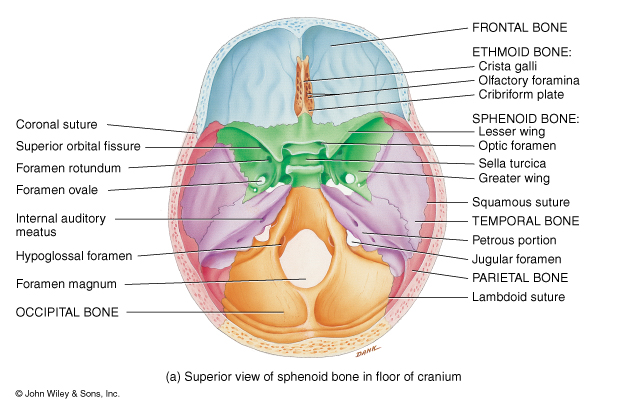 FRONTAL BONE
ETHMOID BONE:
Crista galli
Olfactory foramina
Cribriform plate
SPHENOID BONE:
Lesser wing
Optic foramen
Sella turcica
Greater wing
Squamous suture
TEMPORAL BONE
Petrous portion
Jugular foramen
PARIETAL BONE
Lambdoid suture
Coronal suture
Superior orbital fissure
Foramen rotundum
Foramen ovale
Internal auditory
meatus
Hypoglossal foramen
Foramen magnum
OCCIPITAL BONE
DANK
(a) Superior view of sphenoid bone in floor of cranium
© John Wiley & Sons, Inc.